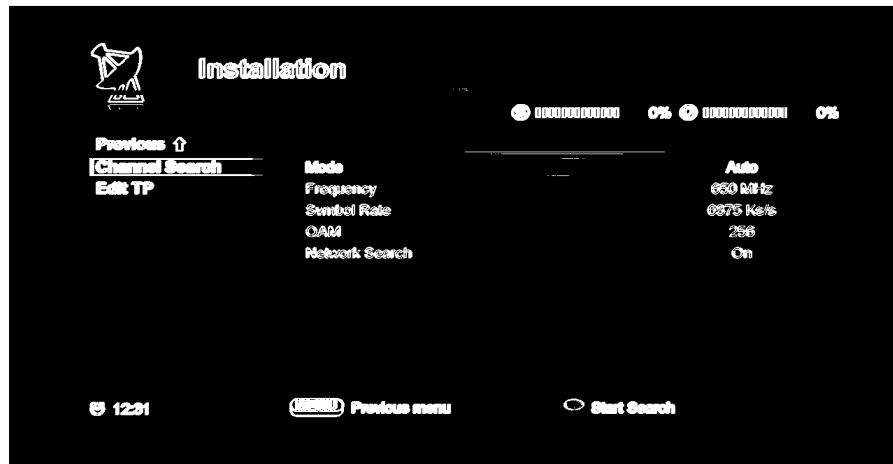 Installation
0% 0%
Previous
Channel Search
Edit TP
Mode Auto
Frequency 650 MHz
Symbol Rate 6875 Ks/s
QAM 256
Network Search On
12:31 MENU Previous menu Start Search